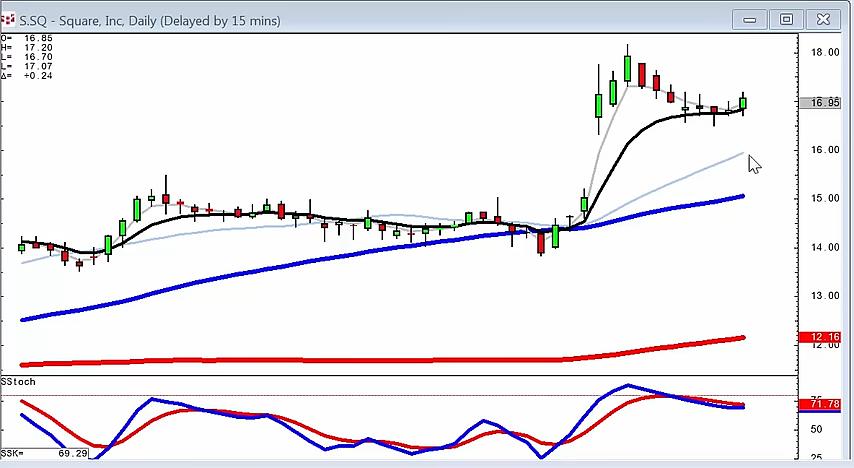 S.SQ - Square, Inc, Daily (Delayed by 15 mins)
O= 16.85
H= 17.20
L= 16.70
L= 17.07
Δ= +0.24
18.00
16.95
16.00
15.00
14.00
13.00
12.16
12.00
SStoch
75
71.78
50
SSK= 69.29
25